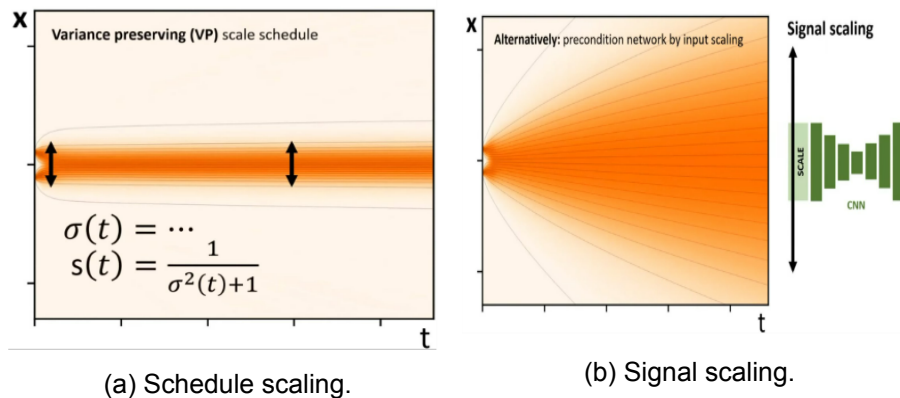 x
Variance preserving (VP) scale schedule
σ(t) = ⋯
s(t) = 1 / σ²(t)+1
t
(a) Schedule scaling.
x
Alternatively: precondition network by input scaling
t
Signal scaling
SCALE
CNN
(b) Signal scaling.